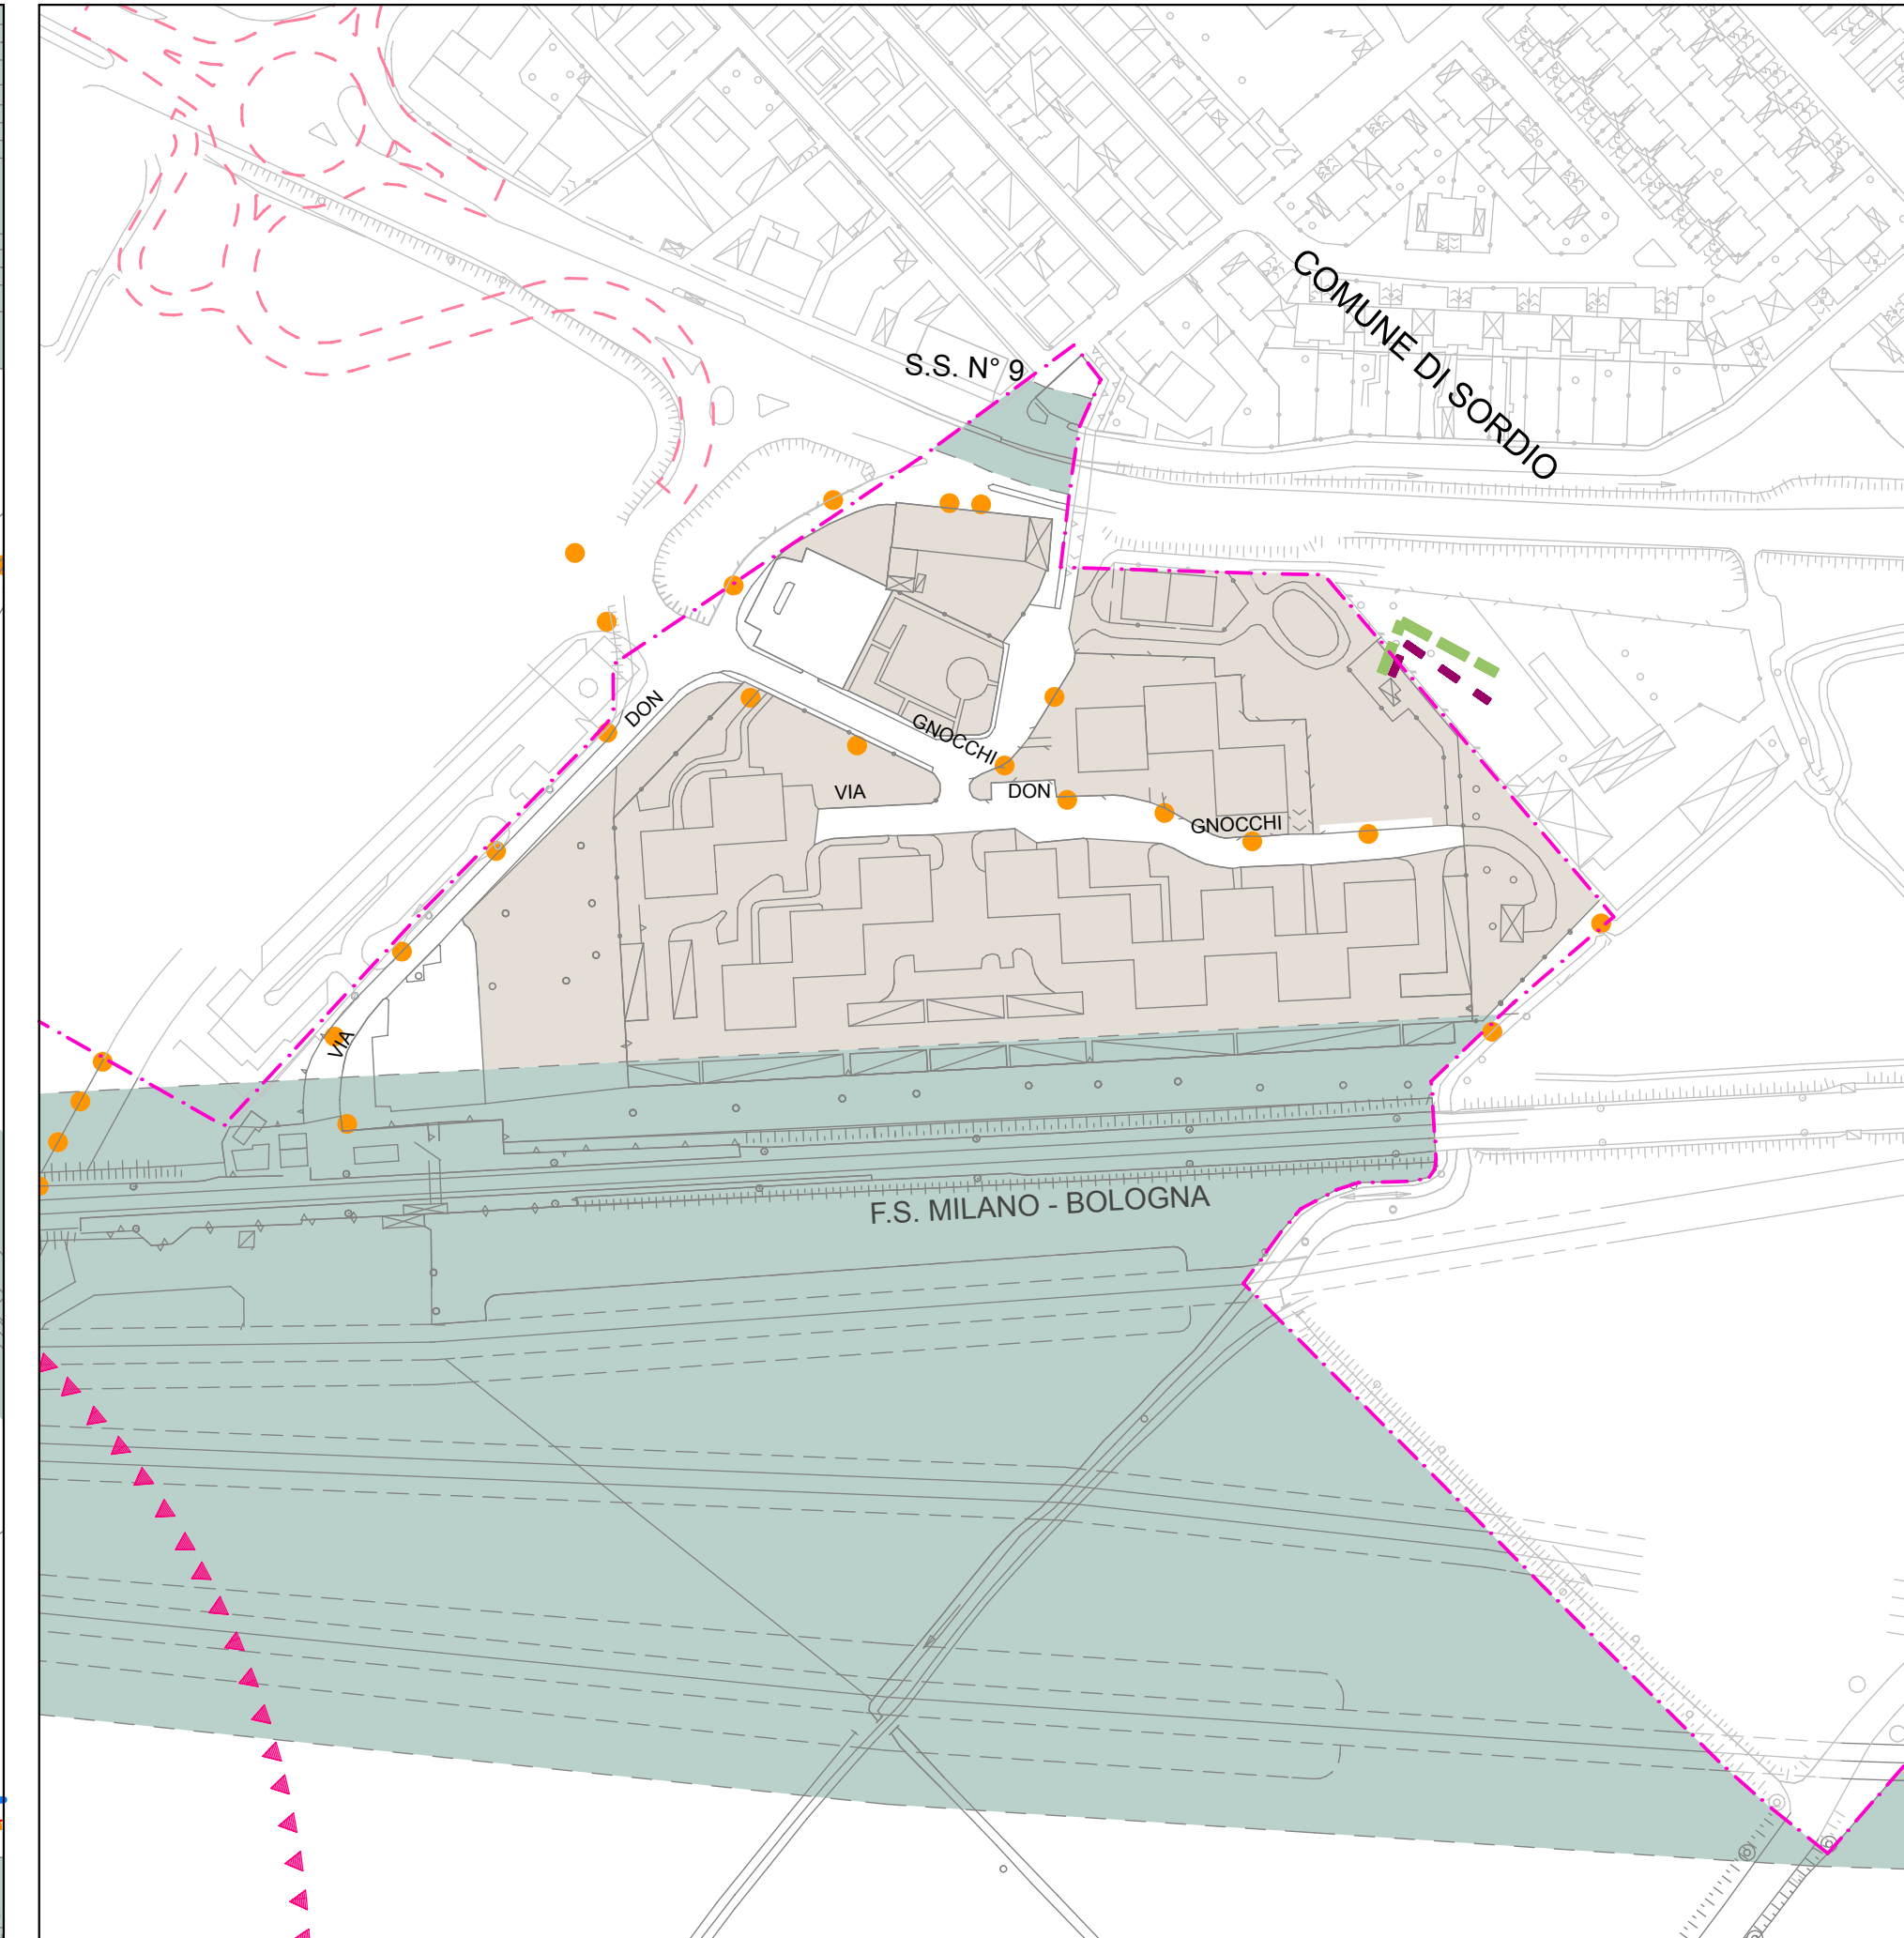 S.S. N° 9
COMUNE DI SORDIO
DON
GNOCCHI
VIA
DON
GNOCCHI
VIA
F.S. MILANO - BOLOGNA